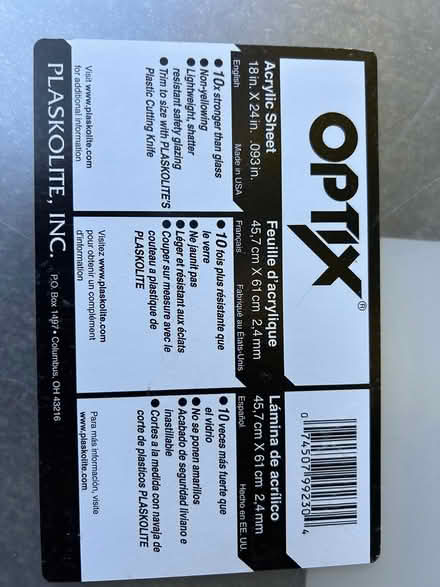 OPTIX®
0 74507 99230 4
Acrylic Sheet
18 in. X 24 in. .093 in.
English Made in USA
● 10x stronger than glass
● Non-yellowing
● Lightweight, shatter
resistant safety glazing
● Trim to size with PLASKOLITE'S
Plastic Cutting Knife
Visit www.plaskolite.com
for additional information
Feuille d'acrylique
45,7 cm X 61 cm 2,4 mm
Français Fabriqué au États-Unis
● 10 fois plus résistante que
le verre
● Ne jaunit pas
● Léger et résistant aux éclats
● Couper sur measure avec le
couteau a plastique de
PLASKOLITE
Visitez www.plaskolite.com
pour obtenir un complément
d'information
Lámina de acrílico
45,7 cm X 61 cm 2,4 mm
Español Hecho en EE. UU.
● 10 veces más fuerte que
el vidrio
● No se ponen amarillos
● Acabado de seguridad liviano e
inastillable
● Cortes a la medida con navaja de
corte de plasticos PLASKOLITE
Para más información, visite
www.plaskolite.com
PLASKOLITE, INC. P.O. Box 1497 • Columbus, OH 43216